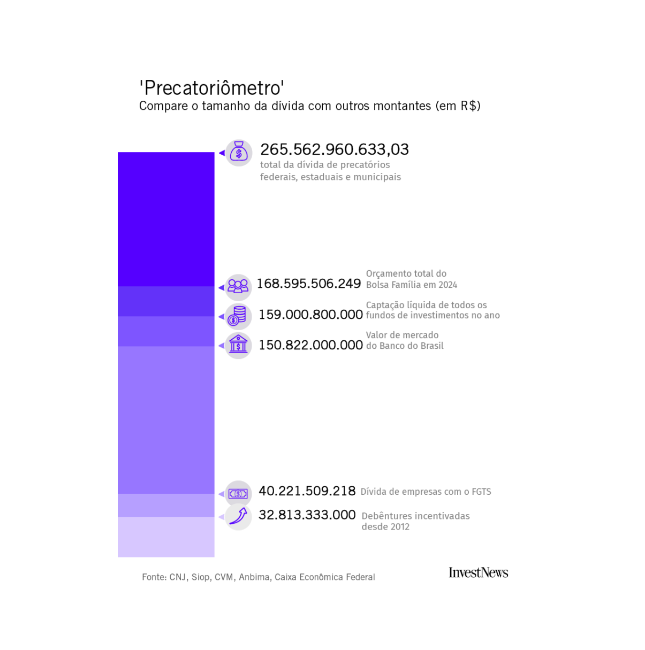 'Precatoriômetro'
Compare o tamanho da dívida com outros montantes (em R$)
265.562.960.633,03
total da dívida de precatórios
federais, estaduais e municipais
168.595.506.249
Orçamento total do
Bolsa Família em 2024
159.000.800.000
Captação líquida de todos os
fundos de investimentos no ano
150.822.000.000
Valor de mercado
do Banco do Brasil
40.221.509.218
Dívida de empresas com o FGTS
32.813.333.000
Debêntures incentivadas
desde 2012
Fonte: CNJ, Siop, CVM, Anbima, Caixa Econômica Federal
InvestNews